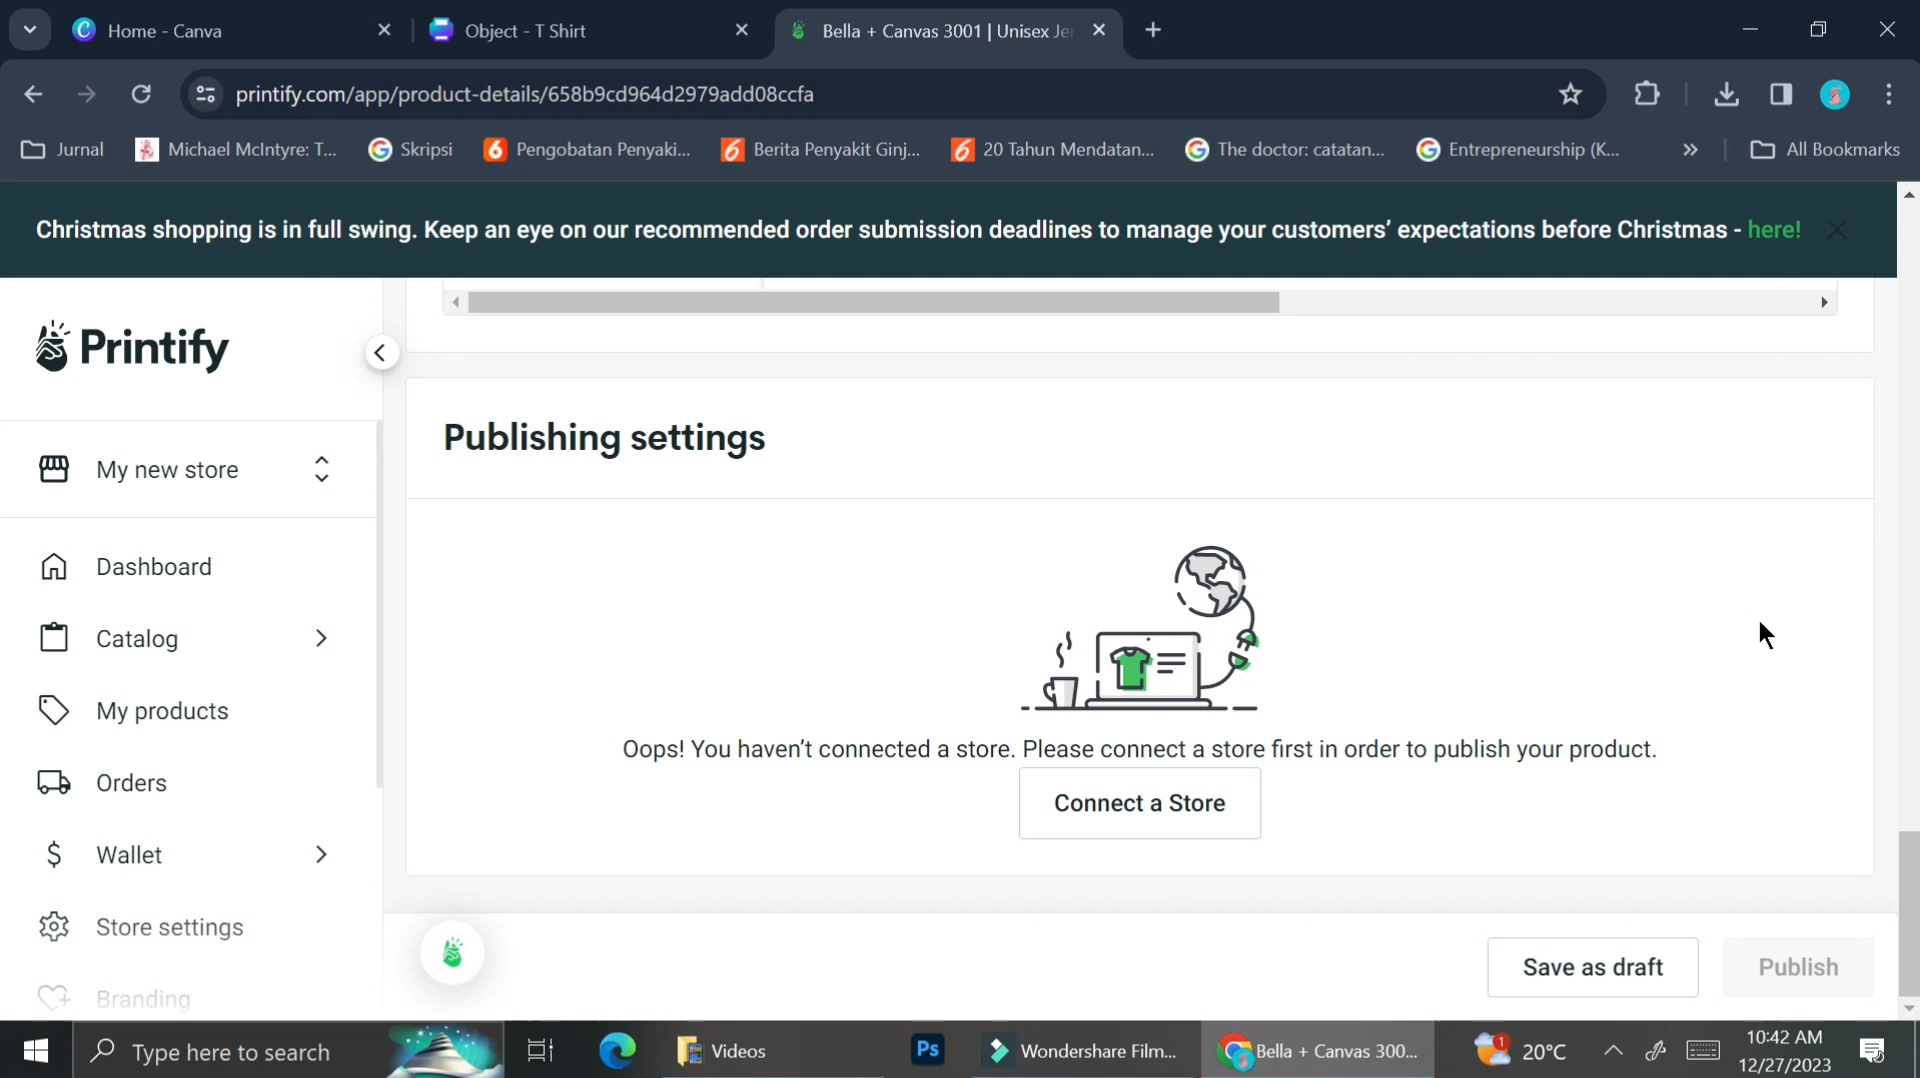 Home - Canva
Object - T Shirt
Bella + Canvas 3001 | Unisex Je
printify.com/app/product-details/658b9cd964d2979add08ccfa
Jurnal
Michael McIntyre: T...
Skripsi
Pengobatan Penyaki...
Berita Penyakit Ginj...
20 Tahun Mendatan...
The doctor: catatan...
Entrepreneurship (K...
All Bookmarks
Christmas shopping is in full swing. Keep an eye on our recommended order submission deadlines to manage your customers’ expectations before Christmas - here!
Printify
My new store
Dashboard
Catalog
My products
Orders
Wallet
Store settings
Branding
Publishing settings
Oops! You haven’t connected a store. Please connect a store first in order to publish your product.
Connect a Store
Save as draft
Publish
Type here to search
Videos
Ps
Wondershare Film...
Bella + Canvas 300...
1
20°C
10:42 AM
12/27/2023